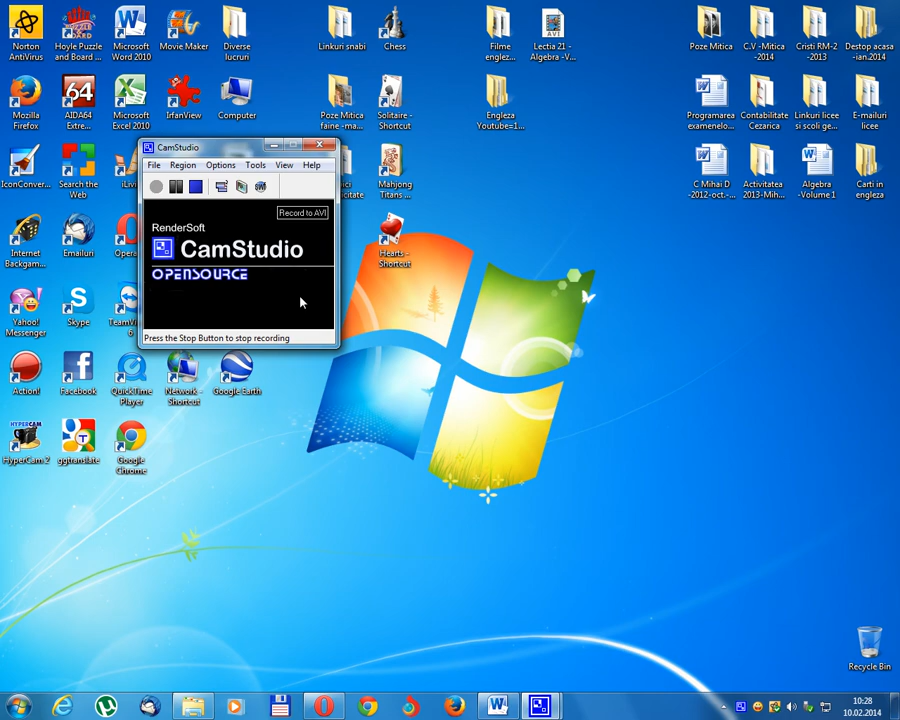 Norton
AntiVirus
Hoyle Puzzle
and Board ...
Microsoft
Word 2010
Movie Maker
Diverse
lucruri
Linkuri snabi
Chess
Filme
englez...
Lectia 21 -
Algebra -V...
Poze Mitica
C.V -Mitica
-2014
Cristi RM-2
-2013
Destop acasa
-ian.2014
Mozilla
Firefox
AIDA64
Extre...
Microsoft
Excel 2010
IrfanView
Computer
Poze Mitica
faine -ma...
Solitaire -
Shortcut
Engleza
Youtube=1...
Programarea
examenelo...
Contabilitate
Cezarica
Linkuri licee
si scoli ge...
E-mailuri
licee
CamStudio
File Region Options Tools View Help
Record to AVI
RenderSoft
CamStudio
OPENSOURCE
Press the Stop Button to stop recording
IconConver...
Search the
Web
Mahjong
Titans -
C Mihai D
-2012-oct.-...
Activitatea
2013-Mih...
Algebra
-Volume 1
Carti in
engleza
Internet
Backgam...
Emailuri
Hearts -
Shortcut
Yahoo!
Messenger
Skype
Action!
Facebook
QuickTime
Player
Network -
Shortcut
Google Earth
HYPERCAM
HyperCam 2
ggtranslate
Google
Chrome
Recycle Bin
10:28
10.02.2014